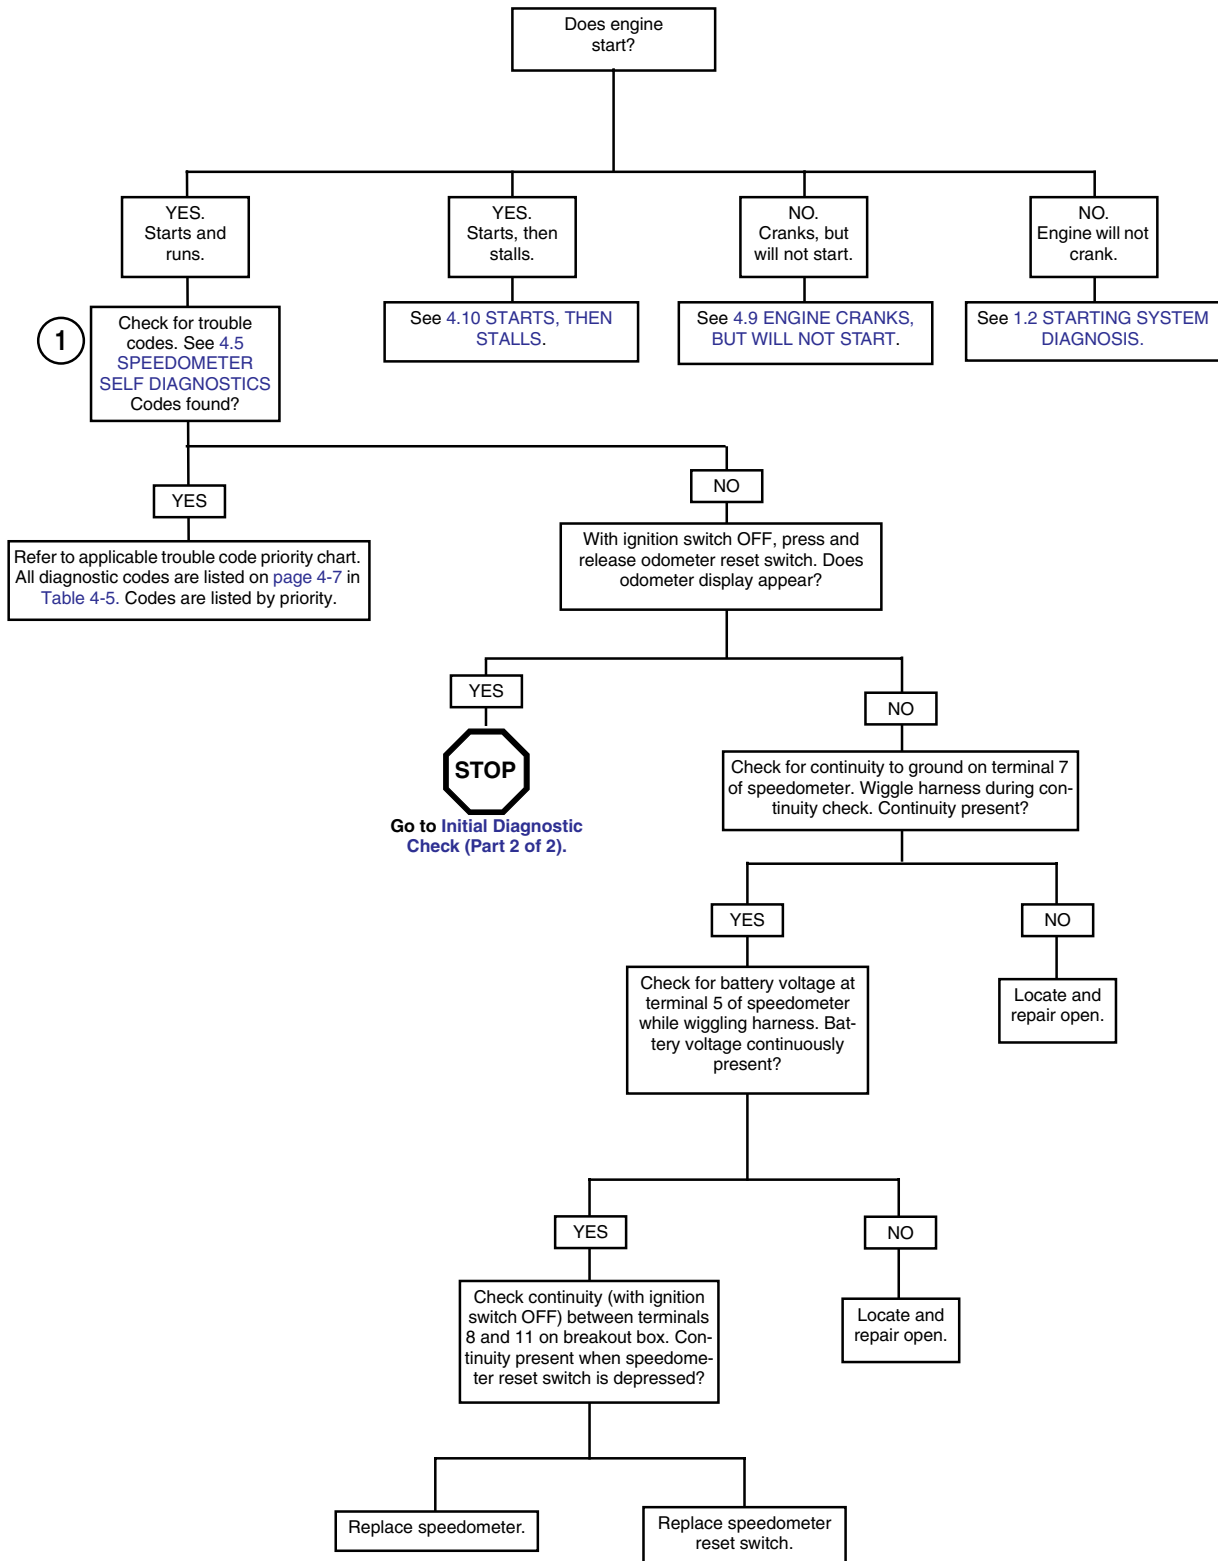 Does engine
start?
YES.
Starts and
runs.
YES.
Starts, then
stalls.
NO.
Cranks, but
will not start.
NO.
Engine will not
crank.
1
Check for trouble
codes. See 4.5
SPEEDOMETER
SELF DIAGNOSTICS
Codes found?
See 4.10 STARTS, THEN
STALLS.
See 4.9 ENGINE CRANKS,
BUT WILL NOT START.
See 1.2 STARTING SYSTEM
DIAGNOSIS.
YES
NO
Refer to applicable trouble code priority chart.
All diagnostic codes are listed on page 4-7 in
Table 4-5. Codes are listed by priority.
With ignition switch OFF, press and
release odometer reset switch. Does
odometer display appear?
YES
NO
STOP
Go to Initial Diagnostic
Check (Part 2 of 2).
Check for continuity to ground on terminal 7
of speedometer. Wiggle harness during con-
tinuity check. Continuity present?
YES
NO
Check for battery voltage at
terminal 5 of speedometer
while wiggling harness. Bat-
tery voltage continuously
present?
Locate and
repair open.
YES
NO
Check continuity (with ignition
switch OFF) between terminals
8 and 11 on breakout box. Con-
tinuity present when speedome-
ter reset switch is depressed?
Locate and
repair open.
Replace speedometer.
Replace speedometer
reset switch.